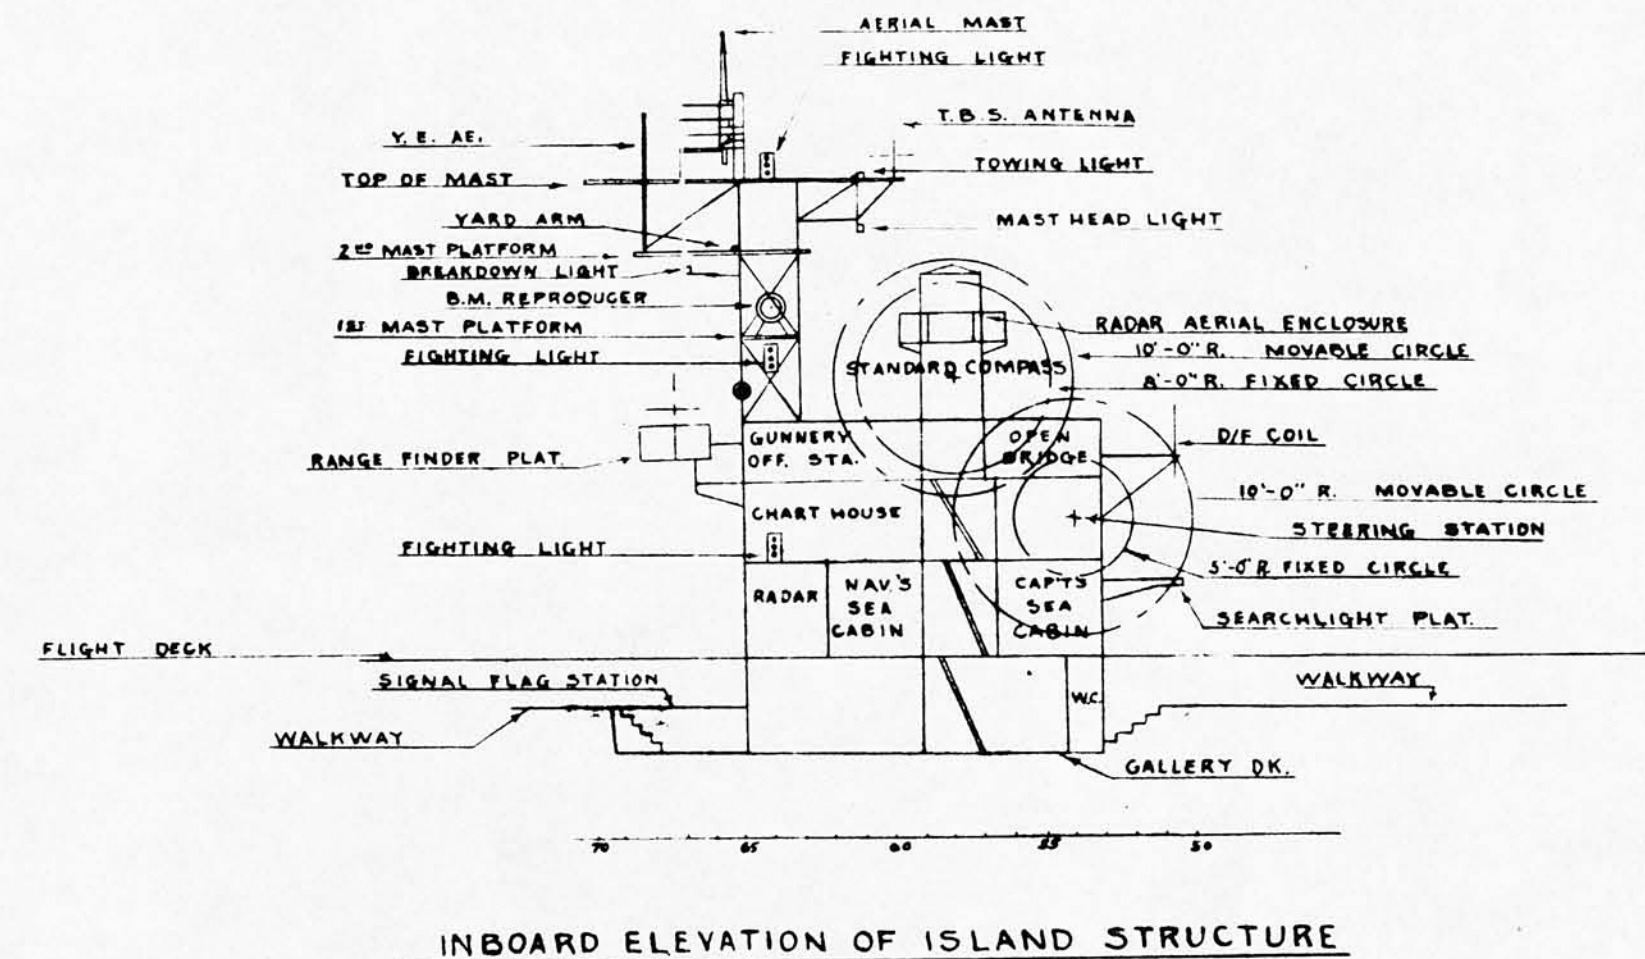 AERIAL MAST
FIGHTING LIGHT
T.B.S. ANTENNA
Y.E. AE.
TOWING LIGHT
TOP OF MAST
YARD ARM
MAST HEAD LIGHT
2ND MAST PLATFORM
BREAKDOWN LIGHT
B.M. REPRODUCER
1ST MAST PLATFORM
RADAR AERIAL ENCLOSURE
FIGHTING LIGHT
10'-0" R. MOVABLE CIRCLE
STANDARD COMPASS
8'-0" R. FIXED CIRCLE
GUNNERY
OFF. STA.
OPEN
BRIDGE
D/F COIL
RANGE FINDER PLAT.
10'-0" R. MOVABLE CIRCLE
CHART HOUSE
STEERING STATION
FIGHTING LIGHT
5'-0" R FIXED CIRCLE
RADAR
NAV.'S
SEA
CABIN
CAPT'S
SEA
CABIN
SEARCHLIGHT PLAT.
FLIGHT DECK
SIGNAL FLAG STATION
WALKWAY
W.C.
WALKWAY
GALLERY DK.
70 65 60 55 50
INBOARD ELEVATION OF ISLAND STRUCTURE